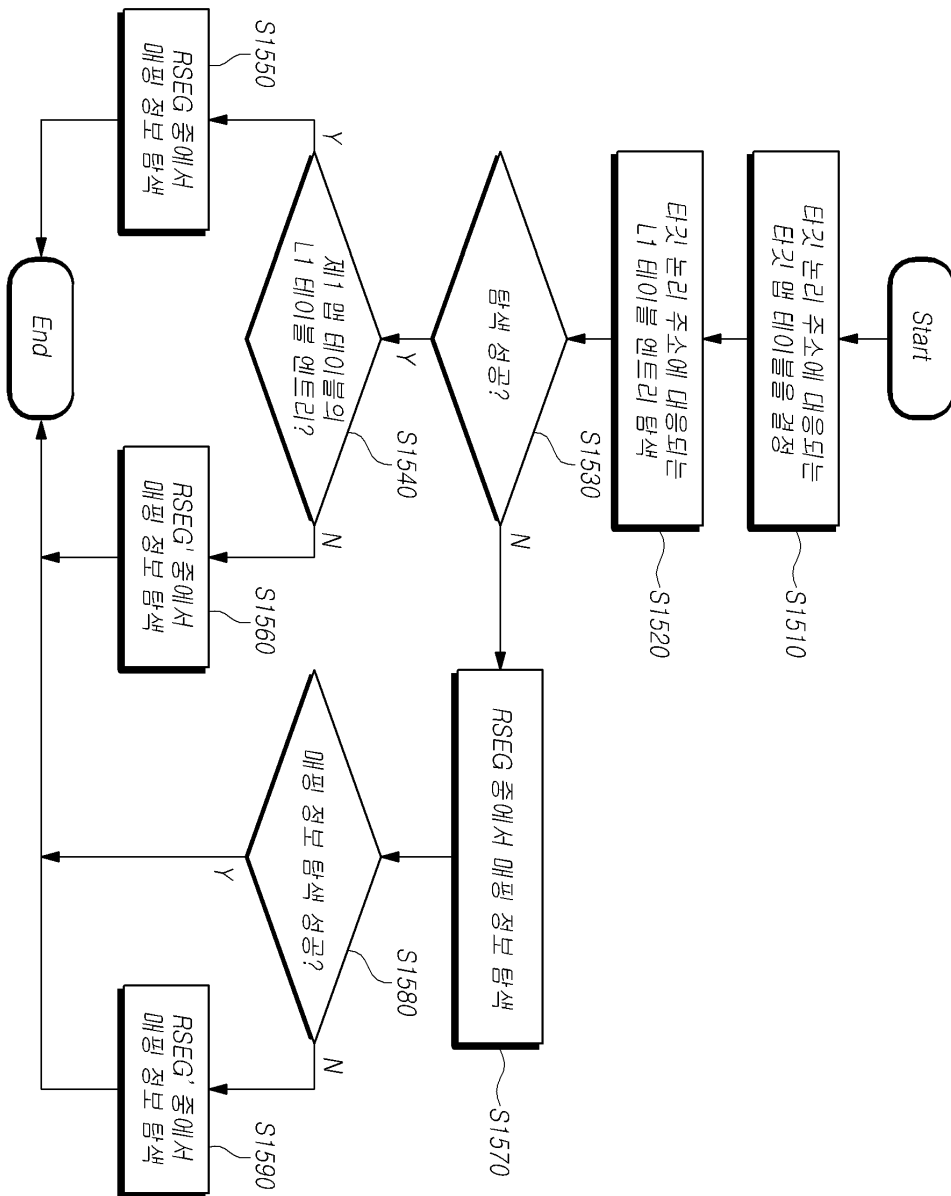 Start
타깃 논리 주소에 대응되는
타깃 맵 테이블을 결정
S1510
타깃 논리 주소에 대응되는
L1 테이블 엔트리 탐색
S1520
탐색 성공?
S1530
Y
N
제1 맵 테이블의
L1 테이블 엔트리?
S1540
Y
N
RSEG 중에서
매핑 정보 탐색
S1550
RSEG' 중에서
매핑 정보 탐색
S1560
RSEG 중에서 매핑 정보 탐색
S1570
매핑 정보 탐색 성공?
S1580
Y
N
RSEG' 중에서
매핑 정보 탐색
S1590
End